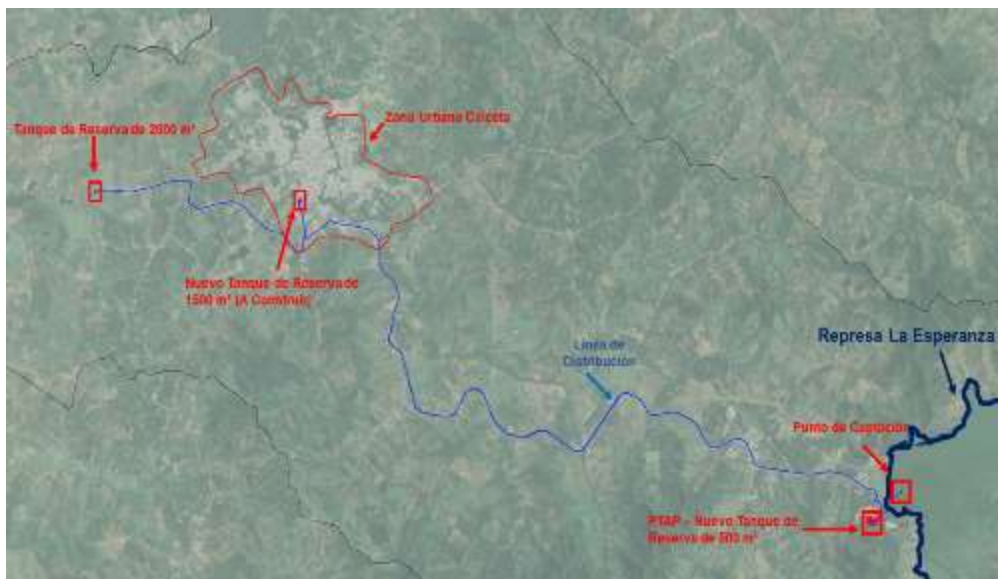 Zona Urbana Calceta
Tanque de Reserva de 2000 m³
Nuevo Tanque de Reserva de
1500 m³ (A Construir)
Línea de
Distribución
Represa La Esperanza
Punto de Captación
PTAP – Nuevo Tanque de
Reserva de 500 m³